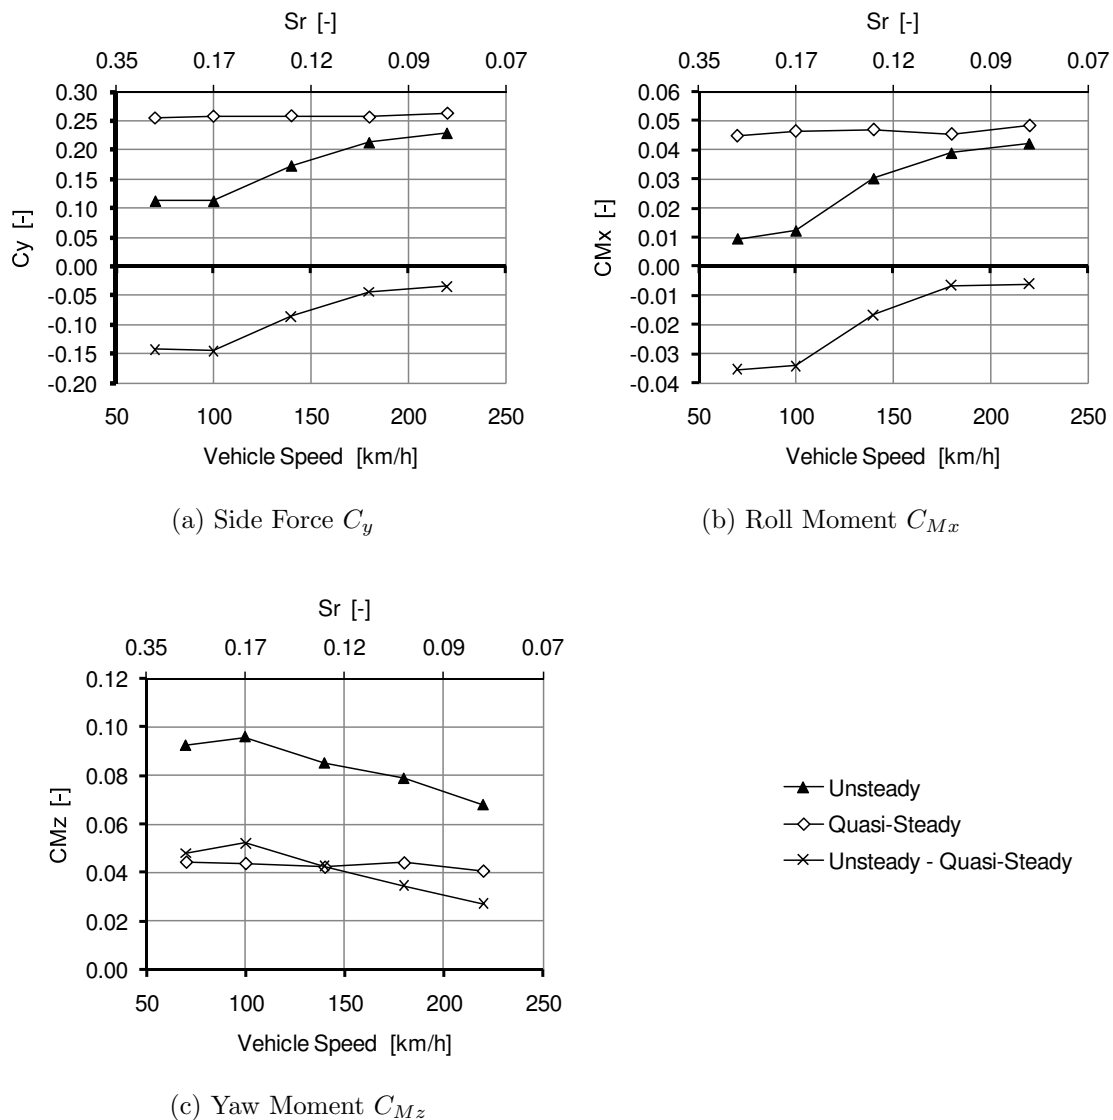 Sr [-]
0.35 0.17 0.12 0.09 0.07
0.30
0.25
0.20
0.15
0.10
0.05
0.00
-0.05
-0.10
-0.15
-0.20
Cy [-]
50 100 150 200 250
Vehicle Speed [km/h]
(a) Side Force Cy
Sr [-]
0.35 0.17 0.12 0.09 0.07
0.06
0.05
0.04
0.03
0.02
0.01
0.00
-0.01
-0.02
-0.03
-0.04
CMx [-]
50 100 150 200 250
Vehicle Speed [km/h]
(b) Roll Moment CMx
Sr [-]
0.35 0.17 0.12 0.09 0.07
0.12
0.10
0.08
0.06
0.04
0.02
0.00
CMz [-]
50 100 150 200 250
Vehicle Speed [km/h]
(c) Yaw Moment CMz
Unsteady
Quasi-Steady
Unsteady - Quasi-Steady